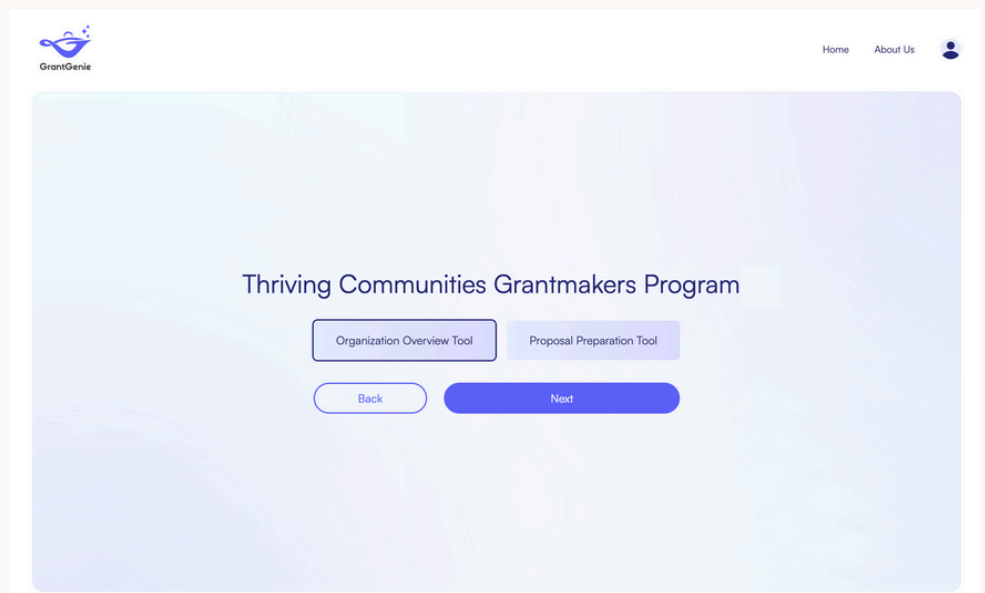 GrantGenie
Home
About Us
Thriving Communities Grantmakers Program
Organization Overview Tool
Proposal Preparation Tool
Back
Next